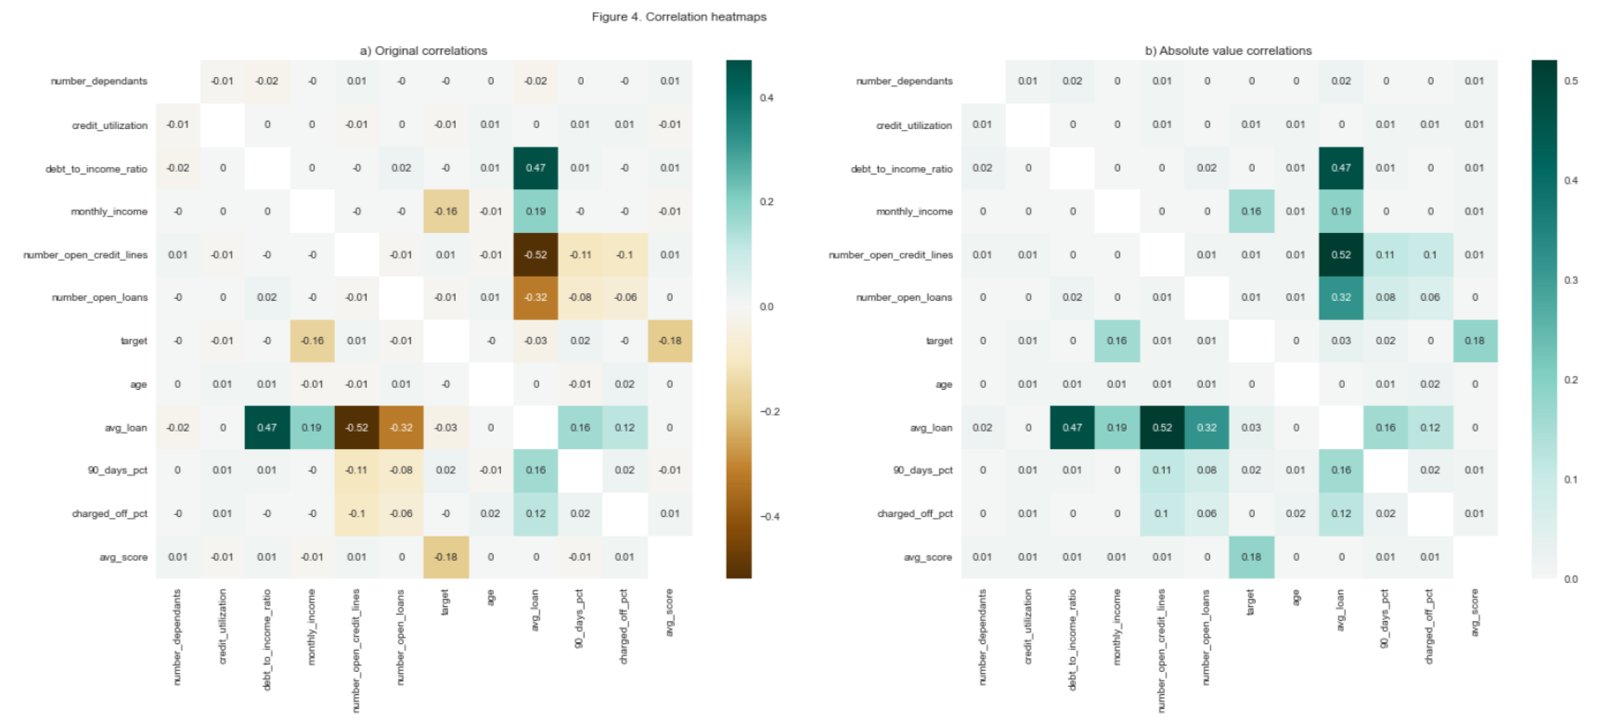 Figure 4. Correlation heatmaps
a) Original correlations
number_dependants -0.01 -0.02 -0 0.01 -0 -0 0 -0.02 0 -0 0.01
credit_utilization -0.01 0 0 -0.01 0 -0.01 0.01 0 0.01 0.01 -0.01
debt_to_income_ratio -0.02 0 0 -0 0.02 -0 0.01 0.47 0.01 -0 0.01
monthly_income -0 0 0 -0 -0 -0.16 -0.01 0.19 -0 -0 -0.01
number_open_credit_lines 0.01 -0.01 -0 -0 -0.01 0.01 -0.01 -0.52 -0.11 -0.1 0.01
number_open_loans -0 0 0.02 -0 -0.01 -0.01 0.01 -0.32 -0.08 -0.06 0
target -0 -0.01 -0 -0.16 0.01 -0.01 -0 -0.03 0.02 -0 -0.18
age 0 0.01 0.01 -0.01 -0.01 0.01 -0 0 -0.01 0.02 0
avg_loan -0.02 0 0.47 0.19 -0.52 -0.32 -0.03 0 0.16 0.12 0
90_days_pct 0 0.01 0.01 -0 -0.11 -0.08 0.02 -0.01 0.16 0.02 -0.01
charged_off_pct -0 0.01 -0 -0 -0.1 -0.06 -0 0.02 0.12 0.02 0.01
avg_score 0.01 -0.01 0.01 -0.01 0.01 0 -0.18 0 0 -0.01 0.01
number_dependants
credit_utilization
debt_to_income_ratio
monthly_income
number_open_credit_lines
number_open_loans
target
age
avg_loan
90_days_pct
charged_off_pct
avg_score
0.4
0.2
0.0
−0.2
−0.4
b) Absolute value correlations
number_dependants 0.01 0.02 0 0.01 0 0 0 0.02 0 0 0.01
credit_utilization 0.01 0 0 0.01 0 0.01 0.01 0 0.01 0.01 0.01
debt_to_income_ratio 0.02 0 0 0 0.02 0 0.01 0.47 0.01 0 0.01
monthly_income 0 0 0 0 0 0.16 0.01 0.19 0 0 0.01
number_open_credit_lines 0.01 0.01 0 0 0.01 0.01 0.01 0.52 0.11 0.1 0.01
number_open_loans 0 0 0.02 0 0.01 0.01 0.01 0.32 0.08 0.06 0
target 0 0.01 0 0.16 0.01 0.01 0 0.03 0.02 0 0.18
age 0 0.01 0.01 0.01 0.01 0.01 0 0 0.01 0.02 0
avg_loan 0.02 0 0.47 0.19 0.52 0.32 0.03 0 0.16 0.12 0
90_days_pct 0 0.01 0.01 0 0.11 0.08 0.02 0.01 0.16 0.02 0.01
charged_off_pct 0 0.01 0 0 0.1 0.06 0 0.02 0.12 0.02 0.01
avg_score 0.01 0.01 0.01 0.01 0.01 0 0.18 0 0 0.01 0.01
number_dependants
credit_utilization
debt_to_income_ratio
monthly_income
number_open_credit_lines
number_open_loans
target
age
avg_loan
90_days_pct
charged_off_pct
avg_score
0.5
0.4
0.3
0.2
0.1
0.0